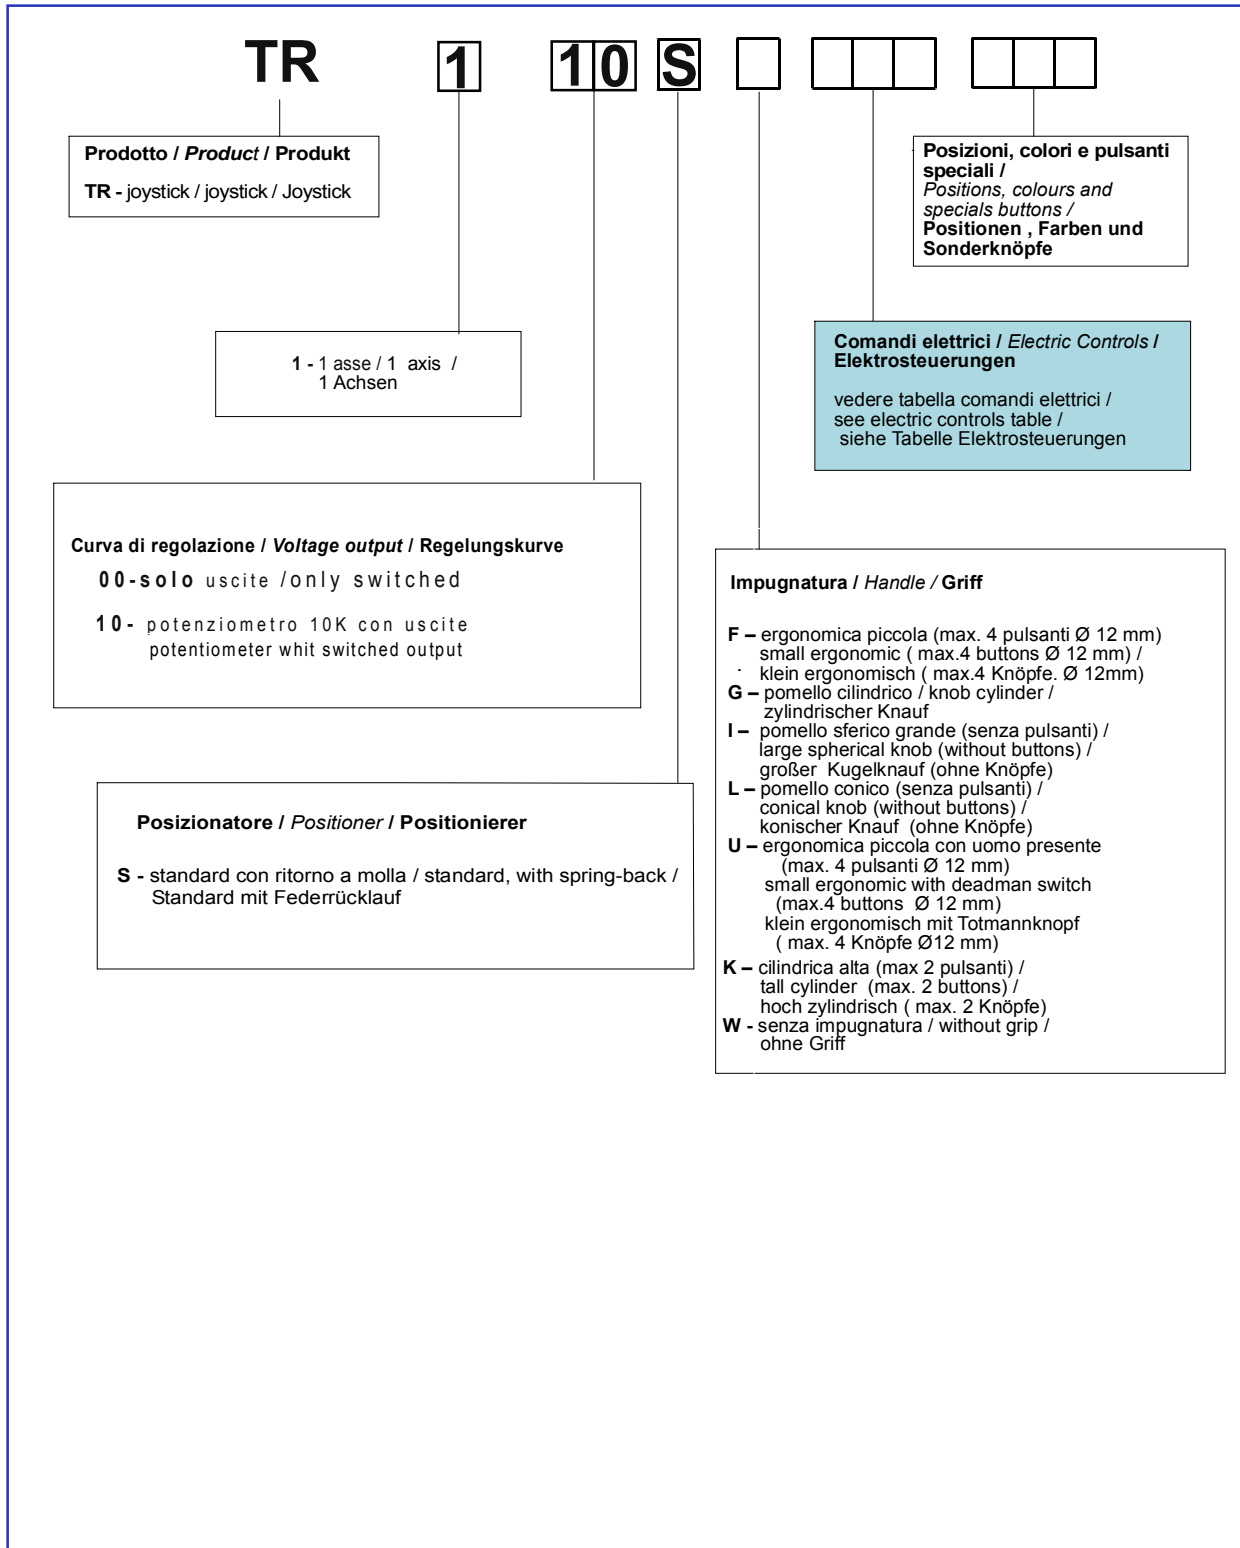 TR 1 10 S
Prodotto / Product / Produkt
TR - joystick / joystick / Joystick
Posizioni, colori e pulsanti
speciali /
Positions, colours and
specials buttons /
Positionen , Farben und
Sonderknöpfe
1 - 1 asse / 1 axis /
1 Achsen
Comandi elettrici / Electric Controls /
Elektrosteuerungen
vedere tabella comandi elettrici /
see electric controls table /
siehe Tabelle Elektrosteuerungen
Curva di regolazione / Voltage output / Regelungskurve
00-solo uscite /only switched
10- potenziometro 10K con uscite
potentiometer whit switched output
Posizionatore / Positioner / Positionierer
S - standard con ritorno a molla / standard, with spring-back /
Standard mit Federrücklauf
Impugnatura / Handle / Griff
F – ergonomica piccola (max. 4 pulsanti Ø 12 mm)
small ergonomic ( max.4 buttons Ø 12 mm) /
klein ergonomisch ( max.4 Knöpfe. Ø 12mm)
G – pomello cilindrico / knob cylinder /
zylindrischer Knauf
I – pomello sferico grande (senza pulsanti) /
large spherical knob (without buttons) /
großer Kugelknauf (ohne Knöpfe)
L – pomello conico (senza pulsanti) /
conical knob (without buttons) /
konischer Knauf (ohne Knöpfe)
U – ergonomica piccola con uomo presente
(max. 4 pulsanti Ø 12 mm)
small ergonomic with deadman switch
(max.4 buttons Ø 12 mm)
klein ergonomisch mit Totmannknopf
( max. 4 Knöpfe Ø12 mm)
K – cilindrica alta (max 2 pulsanti) /
tall cylinder (max. 2 buttons) /
hoch zylindrisch ( max. 2 Knöpfe)
W - senza impugnatura / without grip /
ohne Griff